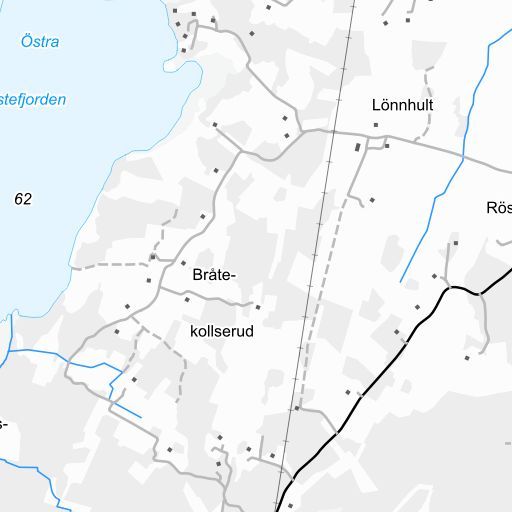 Östra
stefjorden
Lönnhult
62
Rös
Bråte-
kollserud
s-